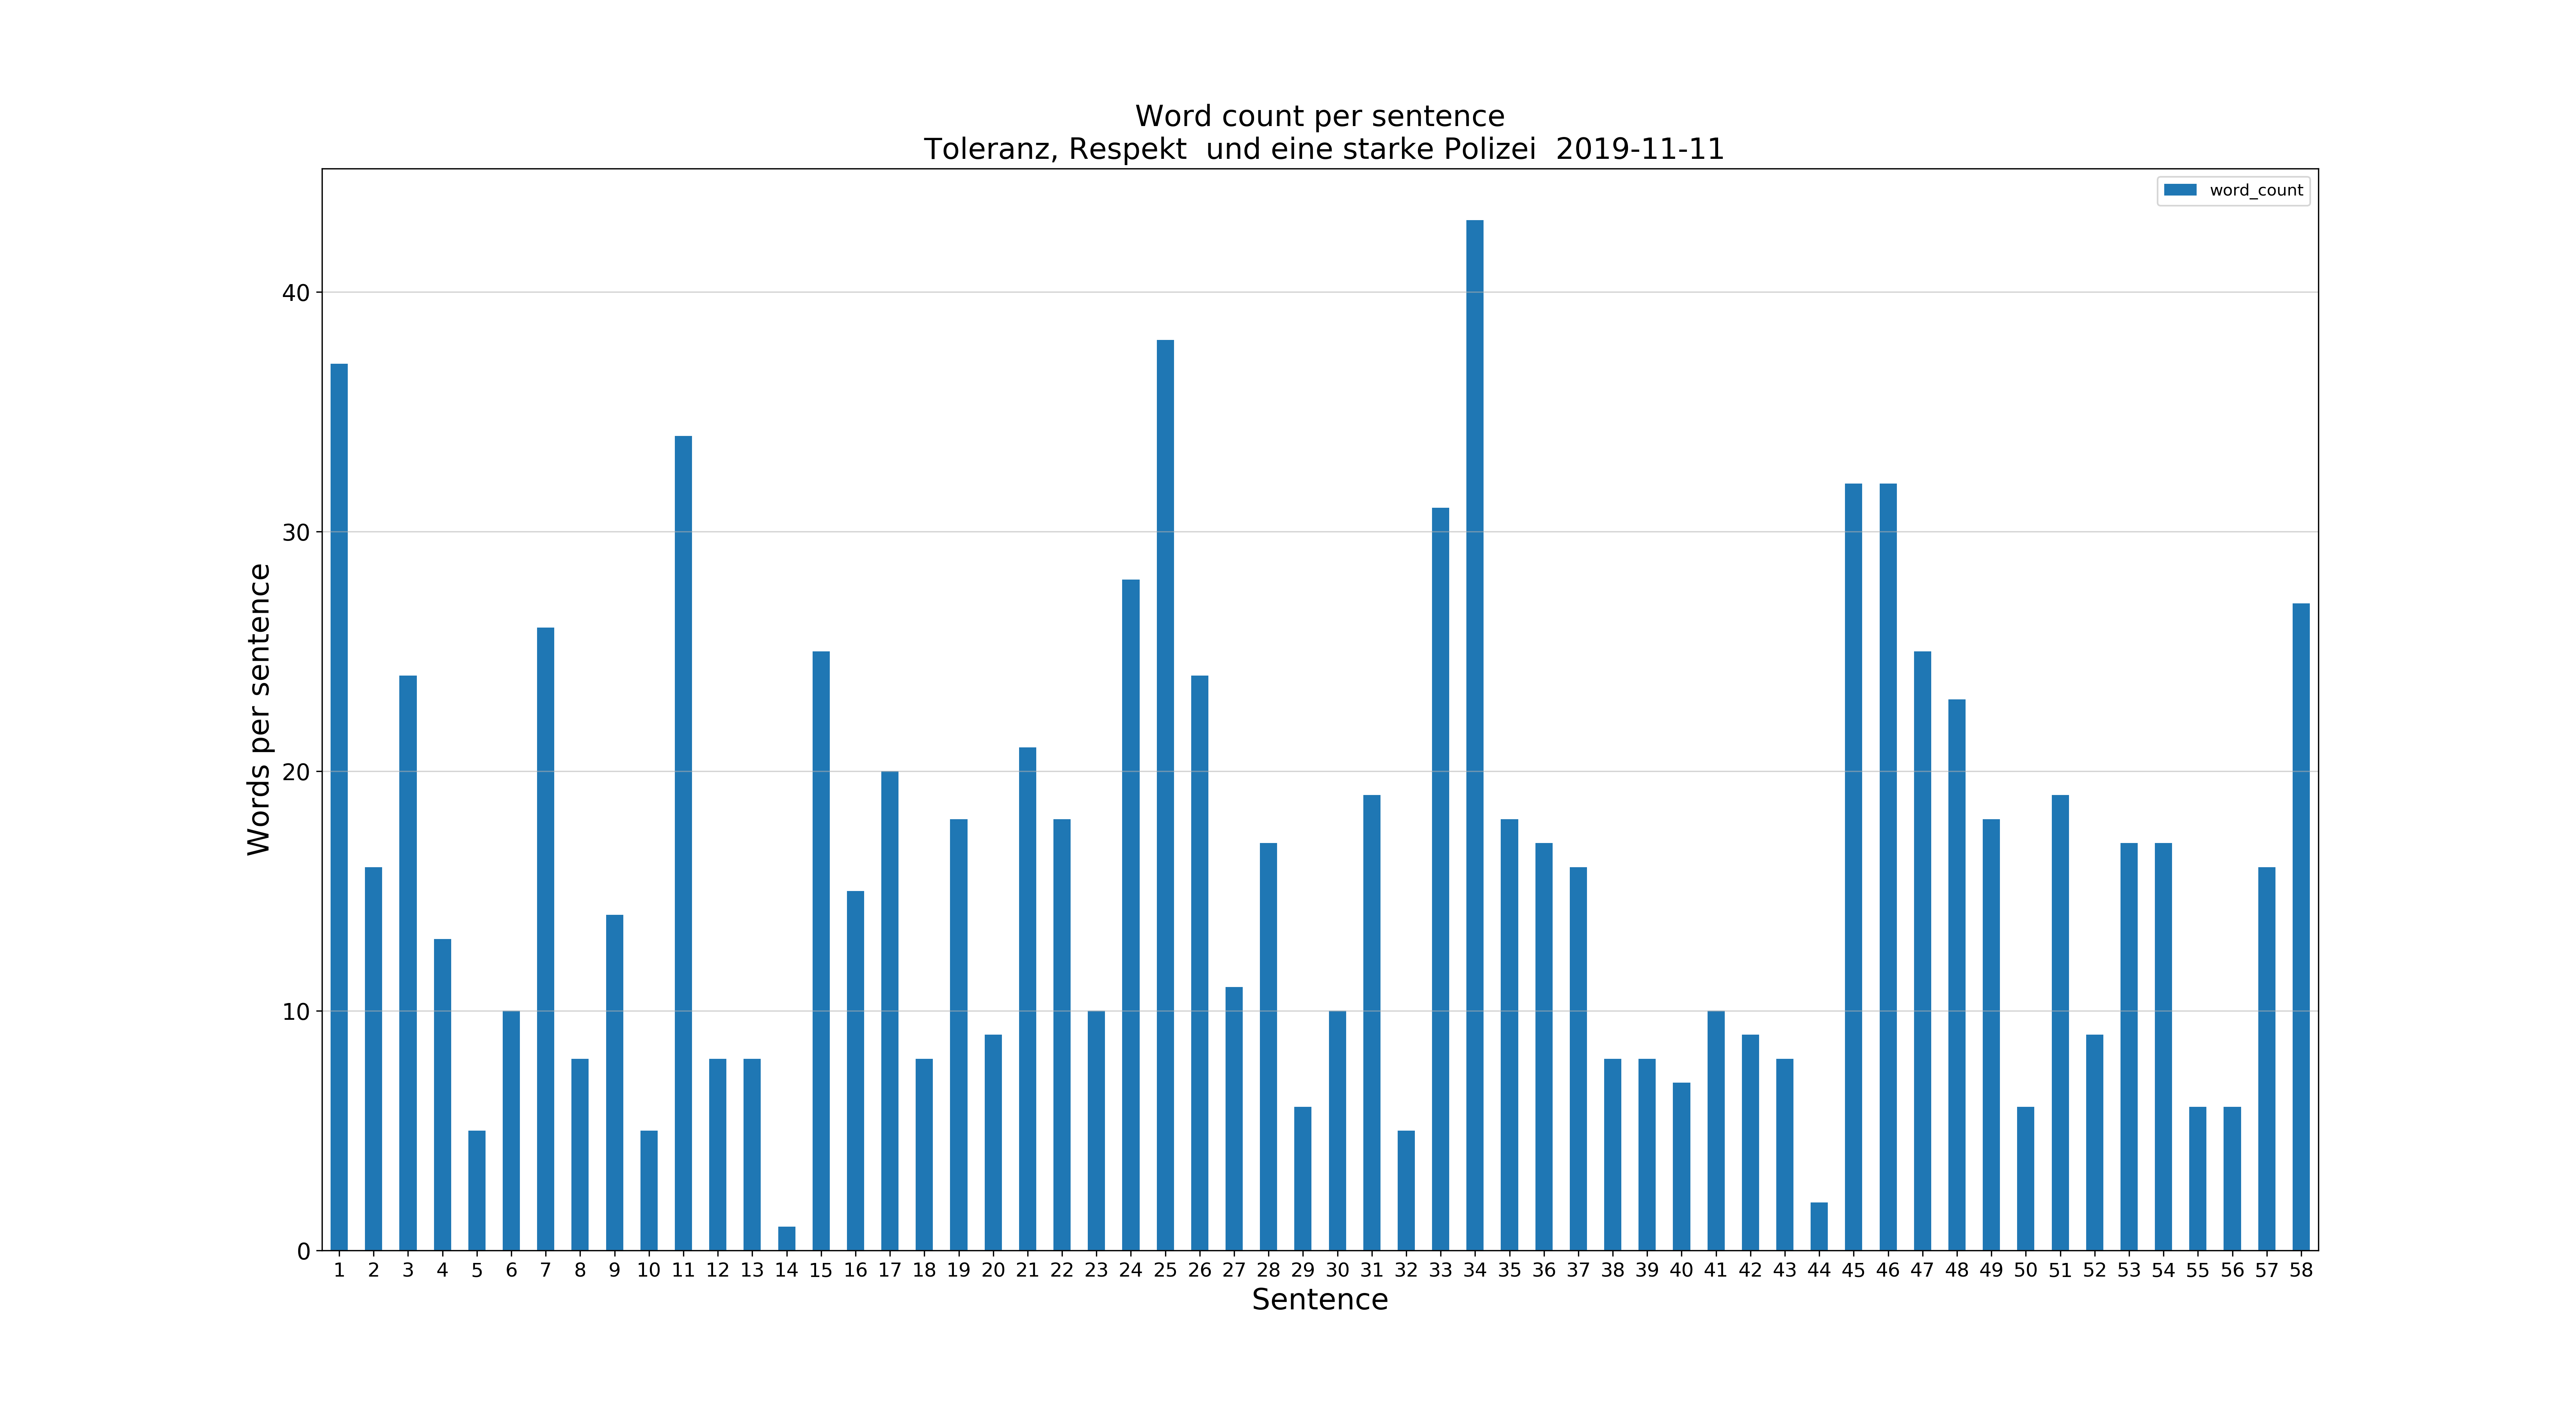 Word count per sentence
Toleranz, Respekt  und eine starke Polizei  2019-11-11
word_count
40
30
20
10
0
Words per sentence
1 2 3 4 5 6 7 8 9 10 11 12 13 14 15 16 17 18 19 20 21 22 23 24 25 26 27 28 29 30 31 32 33 34 35 36 37 38 39 40 41 42 43 44 45 46 47 48 49 50 51 52 53 54 55 56 57 58
Sentence